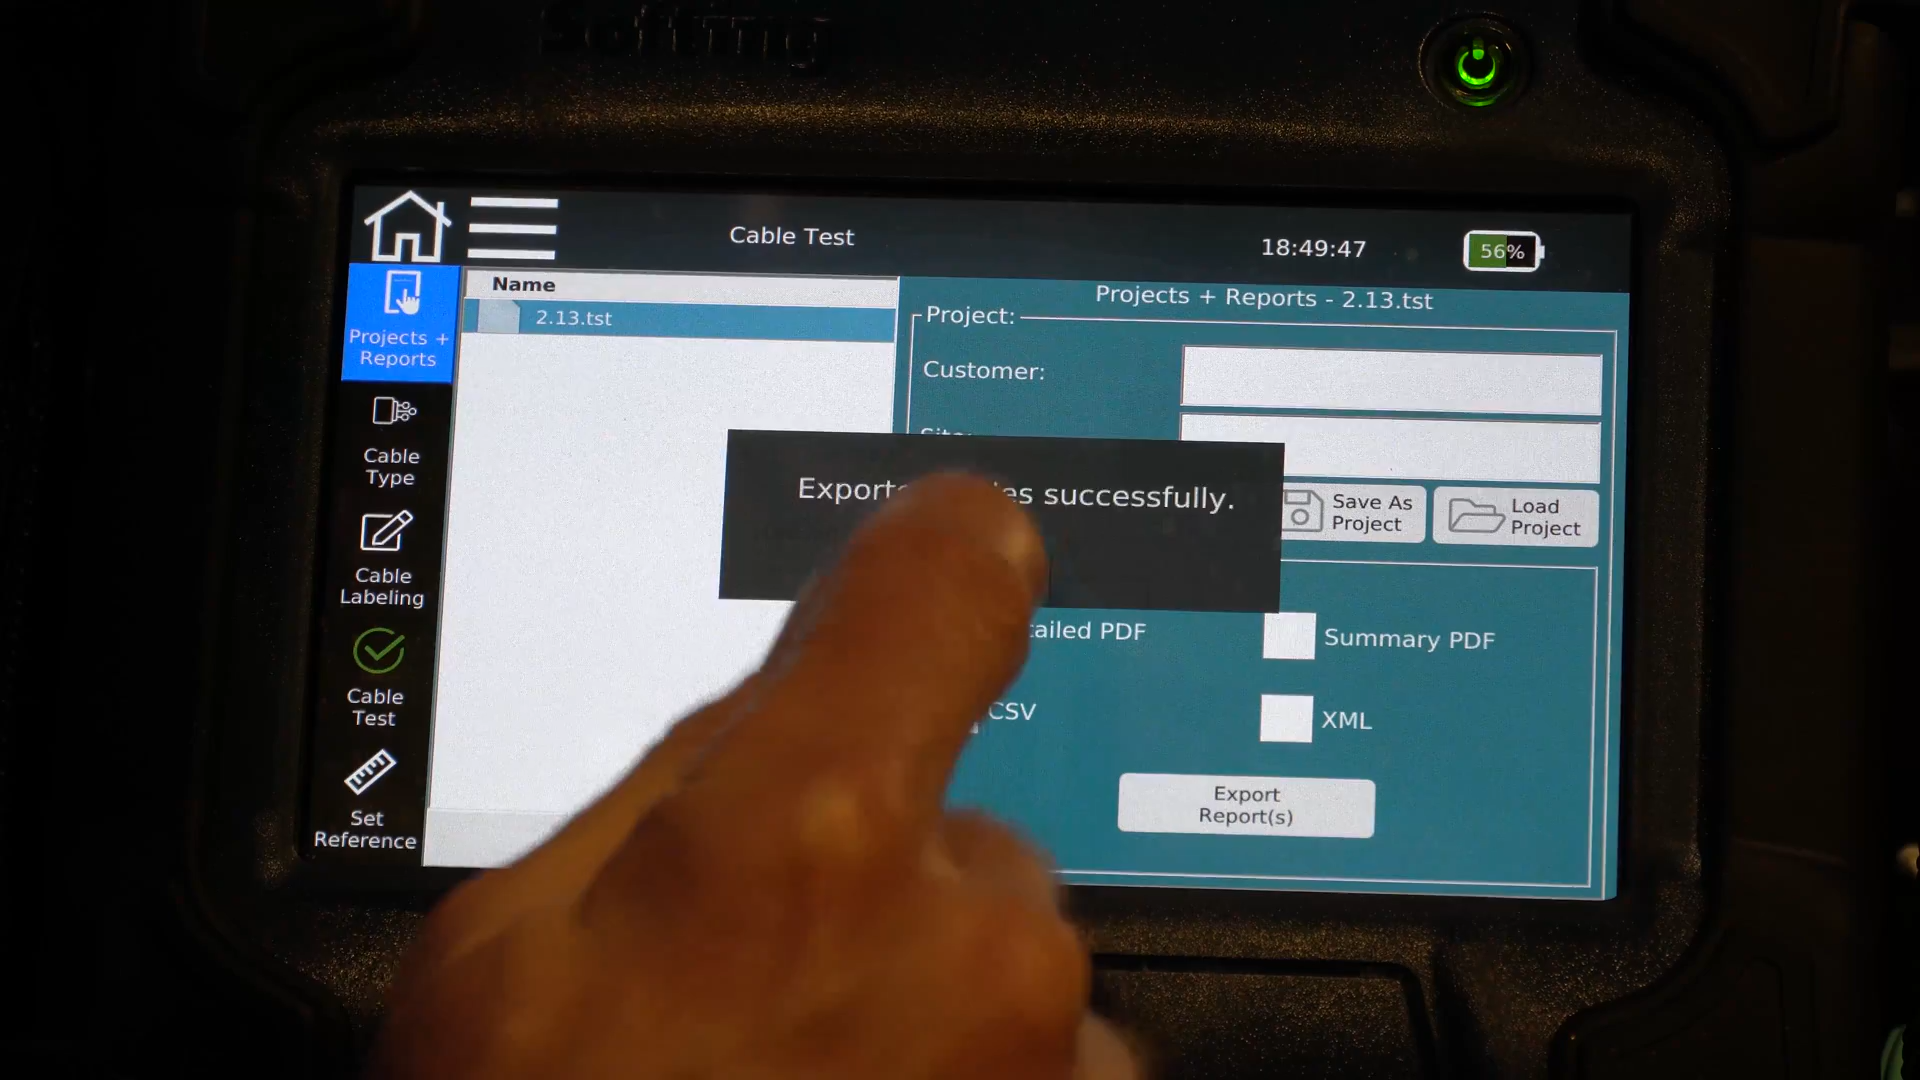 Softing
Cable Test
18:49:47
56%
Projects +
Reports
Cable
Type
Cable
Labeling
Cable
Test
Set
Reference
Name
2.13.tst
Projects + Reports - 2.13.tst
Project:
Customer:
successfully.
Save As
Project
Load
Project
PDF
Summary PDF
CSV
XML
Export
Report(s)